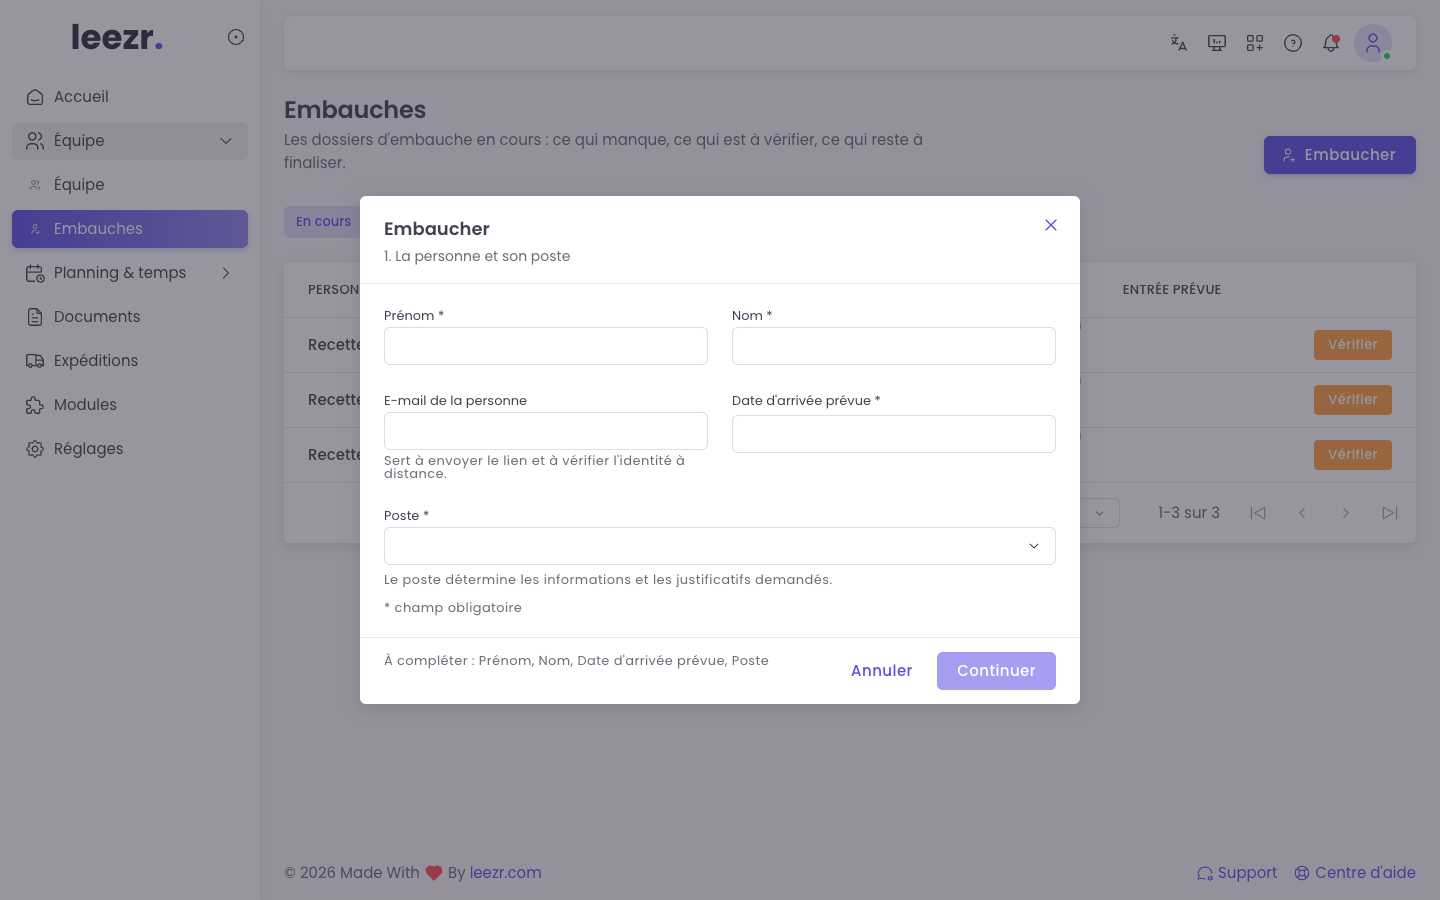 leezr.
Accueil
Équipe
Équipe
Embauches
Planning & temps
Documents
Expéditions
Modules
Réglages
Embauches
Les dossiers d'embauche en cours : ce qui manque, ce qui est à vérifier, ce qui reste à
finaliser.
Embaucher
En cours
PERSON
ENTRÉE PRÉVUE
Recette
Vérifier
Recette
Vérifier
Recette
Vérifier
1-3 sur 3
Embaucher
1. La personne et son poste
Prénom *
Nom *
E-mail de la personne
Date d'arrivée prévue *
Sert à envoyer le lien et à vérifier l'identité à
distance.
Poste *
Le poste détermine les informations et les justificatifs demandés.
* champ obligatoire
À compléter : Prénom, Nom, Date d'arrivée prévue, Poste
Annuler
Continuer
© 2026 Made With By leezr.com
Support
Centre d'aide